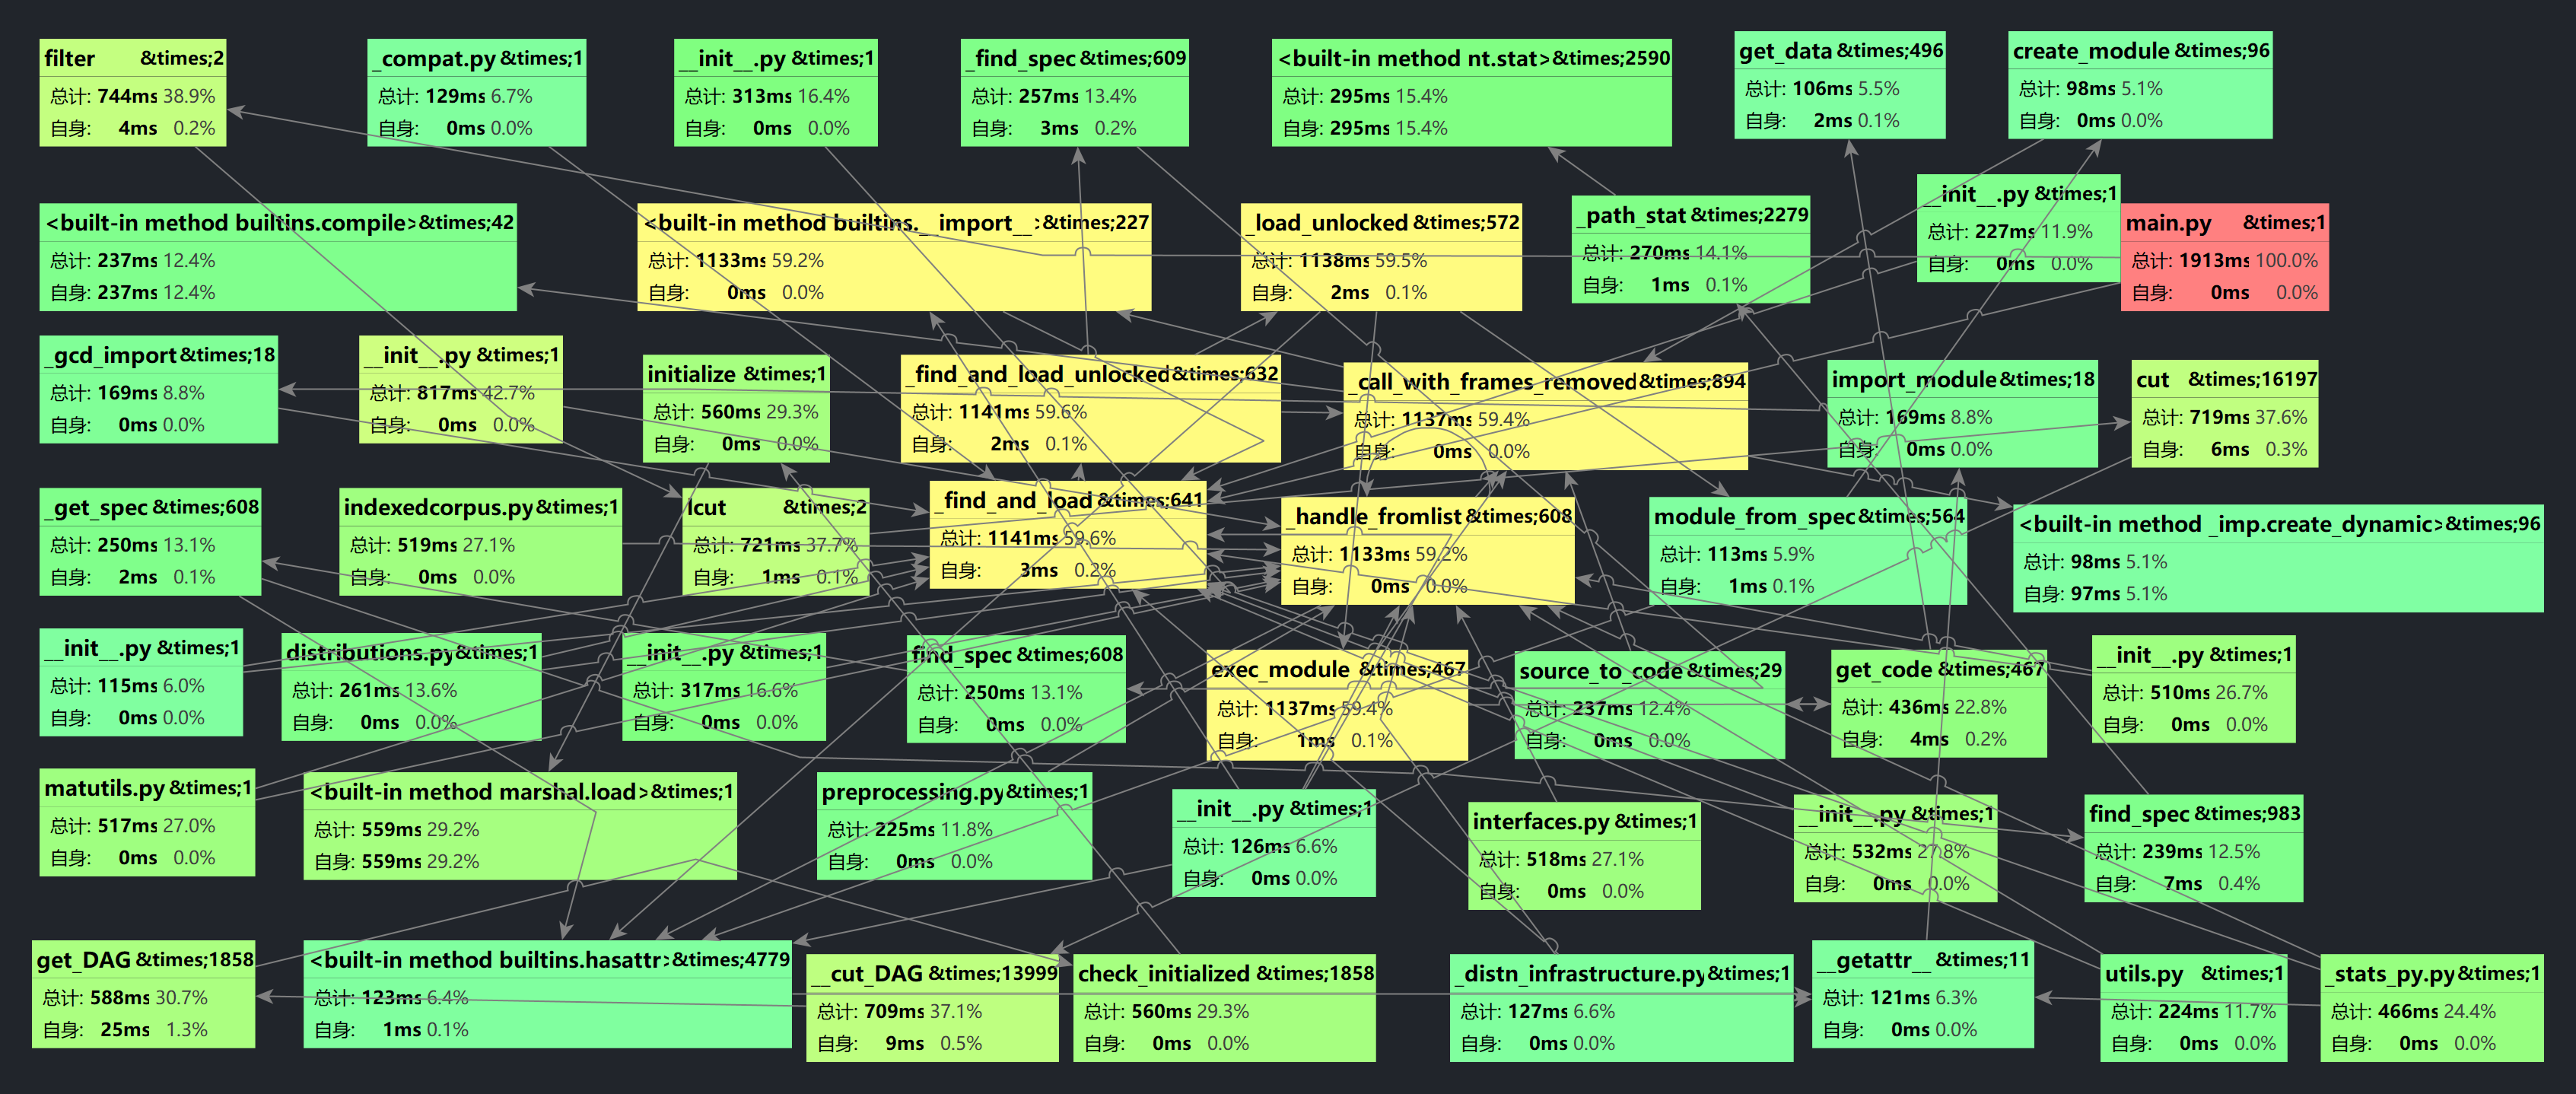 filter &times;2
总计: 744ms 38.9%
自身: 4ms 0.2%
_compat.py &times;1
总计: 129ms 6.7%
自身: 0ms 0.0%
__init__.py &times;1
总计: 313ms 16.4%
自身: 0ms 0.0%
_find_spec &times;609
总计: 257ms 13.4%
自身: 3ms 0.2%
<built-in method nt.stat> &times;2590
总计: 295ms 15.4%
自身: 295ms 15.4%
get_data &times;496
总计: 106ms 5.5%
自身: 2ms 0.1%
create_module &times;96
总计: 98ms 5.1%
自身: 0ms 0.0%
<built-in method builtins.compile> &times;42
总计: 237ms 12.4%
自身: 237ms 12.4%
<built-in method builtins.__import__> &times;227
总计: 1133ms 59.2%
自身: 0ms 0.0%
_load_unlocked &times;572
总计: 1138ms 59.5%
自身: 2ms 0.1%
_path_stat &times;2279
总计: 270ms 14.1%
自身: 1ms 0.1%
__init__.py &times;1
总计: 227ms 11.9%
自身: 0ms 0.0%
main.py &times;1
总计: 1913ms 100.0%
自身: 0ms 0.0%
_gcd_import &times;18
总计: 169ms 8.8%
自身: 0ms 0.0%
__init__.py &times;1
总计: 817ms 42.7%
自身: 0ms 0.0%
initialize &times;1
总计: 560ms 29.3%
自身: 0ms 0.0%
_find_and_load_unlocked &times;632
总计: 1141ms 59.6%
自身: 2ms 0.1%
_call_with_frames_removed &times;894
总计: 1137ms 59.4%
自身: 0ms 0.0%
import_module &times;18
总计: 169ms 8.8%
自身: 0ms 0.0%
cut &times;16197
总计: 719ms 37.6%
自身: 6ms 0.3%
_get_spec &times;608
总计: 250ms 13.1%
自身: 2ms 0.1%
indexedcorpus.py &times;1
总计: 519ms 27.1%
自身: 0ms 0.0%
lcut &times;2
总计: 721ms 37.7%
自身: 1ms 0.1%
_find_and_load &times;641
总计: 1141ms 59.6%
自身: 3ms 0.2%
_handle_fromlist &times;608
总计: 1133ms 59.2%
自身: 0ms 0.0%
module_from_spec &times;564
总计: 113ms 5.9%
自身: 1ms 0.1%
<built-in method _imp.create_dynamic> &times;96
总计: 98ms 5.1%
自身: 97ms 5.1%
__init__.py &times;1
总计: 115ms 6.0%
自身: 0ms 0.0%
distributions.py &times;1
总计: 261ms 13.6%
自身: 0ms 0.0%
__init__.py &times;1
总计: 317ms 16.6%
自身: 0ms 0.0%
find_spec &times;608
总计: 250ms 13.1%
自身: 0ms 0.0%
exec_module &times;467
总计: 1137ms 59.4%
自身: 1ms 0.1%
source_to_code &times;29
总计: 237ms 12.4%
自身: 0ms 0.0%
get_code &times;467
总计: 436ms 22.8%
自身: 4ms 0.2%
__init__.py &times;1
总计: 510ms 26.7%
自身: 0ms 0.0%
matutils.py &times;1
总计: 517ms 27.0%
自身: 0ms 0.0%
<built-in method marshal.load> &times;1
总计: 559ms 29.2%
自身: 559ms 29.2%
preprocessing.py &times;1
总计: 225ms 11.8%
自身: 0ms 0.0%
__init__.py &times;1
总计: 126ms 6.6%
自身: 0ms 0.0%
interfaces.py &times;1
总计: 518ms 27.1%
自身: 0ms 0.0%
__init__.py &times;1
总计: 532ms 27.8%
自身: 0ms 0.0%
find_spec &times;983
总计: 239ms 12.5%
自身: 7ms 0.4%
get_DAG &times;1858
总计: 588ms 30.7%
自身: 25ms 1.3%
<built-in method builtins.hasattr> &times;4779
总计: 123ms 6.4%
自身: 1ms 0.1%
__cut_DAG &times;13999
总计: 709ms 37.1%
自身: 9ms 0.5%
check_initialized &times;1858
总计: 560ms 29.3%
自身: 0ms 0.0%
_distn_infrastructure.py &times;1
总计: 127ms 6.6%
自身: 0ms 0.0%
__getattr__ &times;11
总计: 121ms 6.3%
自身: 0ms 0.0%
utils.py &times;1
总计: 224ms 11.7%
自身: 0ms 0.0%
_stats_py.py &times;1
总计: 466ms 24.4%
自身: 0ms 0.0%